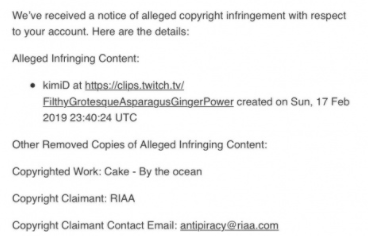 We've received a notice of alleged copyright infringement with respect
to your account. Here are the details:
Alleged Infringing Content:
• kimiD at https://clips.twitch.tv/
FilthyGrotesqueAsparagusGingerPower created on Sun, 17 Feb
2019 23:40:24 UTC
Other Removed Copies of Alleged Infringing Content:
Copyrighted Work: Cake - By the ocean
Copyright Claimant: RIAA
Copyright Claimant Contact Email: antipiracy@riaa.com